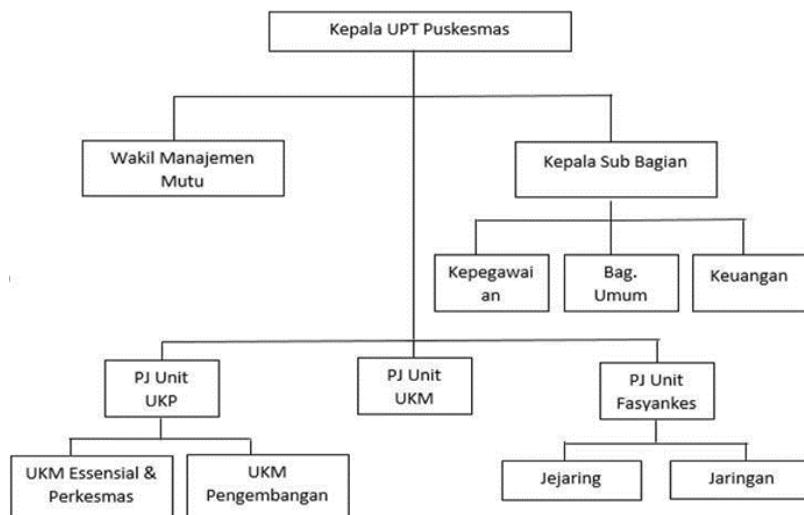 Kepala UPT Puskesmas
Wakil Manajemen
Mutu
Kepala Sub Bagian
Kepegawai
an
Bag.
Umum
Keuangan
PJ Unit
UKP
PJ Unit
UKM
PJ Unit
Fasyankes
UKM Essensial &
Perkesmas
UKM
Pengembangan
Jejaring
Jaringan